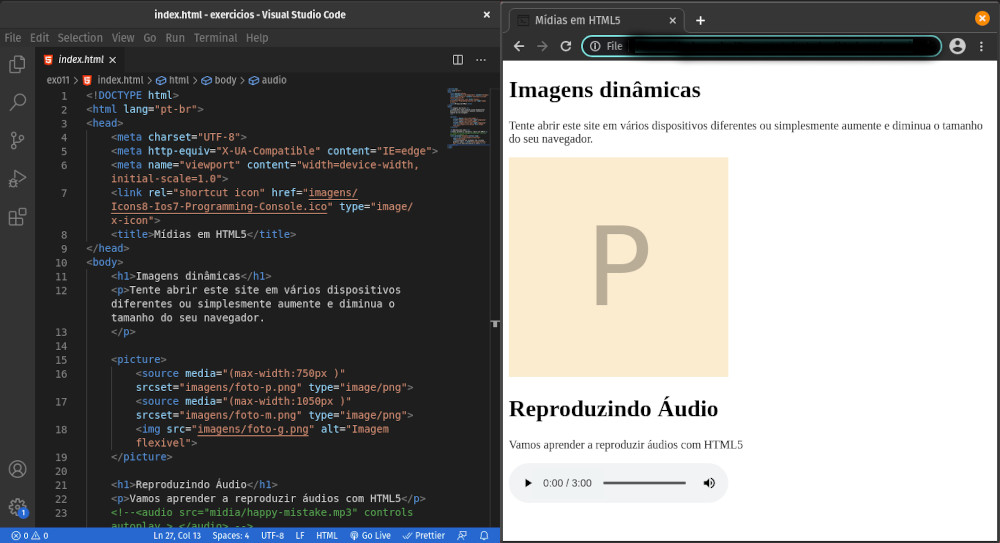 index.html - exercicios - Visual Studio Code
File Edit Selection View Go Run Terminal Help
index.html
ex011 > index.html > html > body > audio
1 <!DOCTYPE html>
2 <html lang="pt-br">
3 <head>
4 <meta charset="UTF-8">
5 <meta http-equiv="X-UA-Compatible" content="IE=edge">
6 <meta name="viewport" content="width=device-width,
initial-scale=1.0">
7 <link rel="shortcut icon" href="imagens/
Icons8-Ios7-Programming-Console.ico" type="image/
x-icon">
8 <title>Mídias em HTML5</title>
9 </head>
10 <body>
11 <h1>Imagens dinâmicas</h1>
12 <p>Tente abrir este site em vários dispositivos
diferentes ou simplesmente aumente e diminua o
tamanho do seu navegador.
13 </p>
14
15 <picture>
16 <source media="(max-width:750px )"
srcset="imagens/foto-p.png" type="image/png">
17 <source media="(max-width:1050px )"
srcset="imagens/foto-m.png" type="image/png">
18 <img src="imagens/foto-g.png" alt="Imagem
flexivel">
19 </picture>
20
21 <h1>Reproduzindo Áudio</h1>
22 <p>Vamos aprender a reproduzir áudios com HTML5</p>
23 <!--<audio src="midia/happy-mistake.mp3" controls
autoplay > </audio> -->
1
0 0 Ln 27, Col 13 Spaces: 4 UTF-8 LF HTML Go Live Prettier
Mídias em HTML5
File
Imagens dinâmicas
Tente abrir este site em vários dispositivos diferentes ou simplesmente aumente e diminua o tamanho
do seu navegador.
P
Reproduzindo Áudio
Vamos aprender a reproduzir áudios com HTML5
0:00 / 3:00